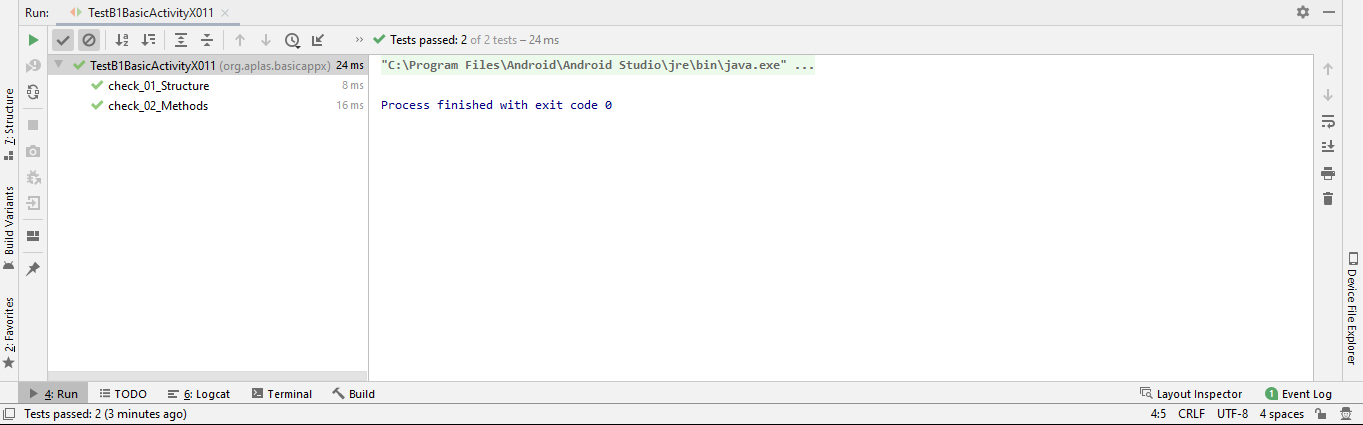 Run: TestB1BasicActivityX011
Tests passed: 2 of 2 tests – 24 ms
TestB1BasicActivityX011 (org.aplas.basicappx) 24 ms
check_01_Structure 8 ms
check_02_Methods 16 ms
"C:\Program Files\Android\Android Studio\jre\bin\java.exe" ...
Process finished with exit code 0
7: Structure
Build Variants
2: Favorites
Device File Explorer
4: Run TODO 6: Logcat Terminal Build Layout Inspector 1 Event Log
Tests passed: 2 (3 minutes ago) 4:5 CRLF UTF-8 4 spaces